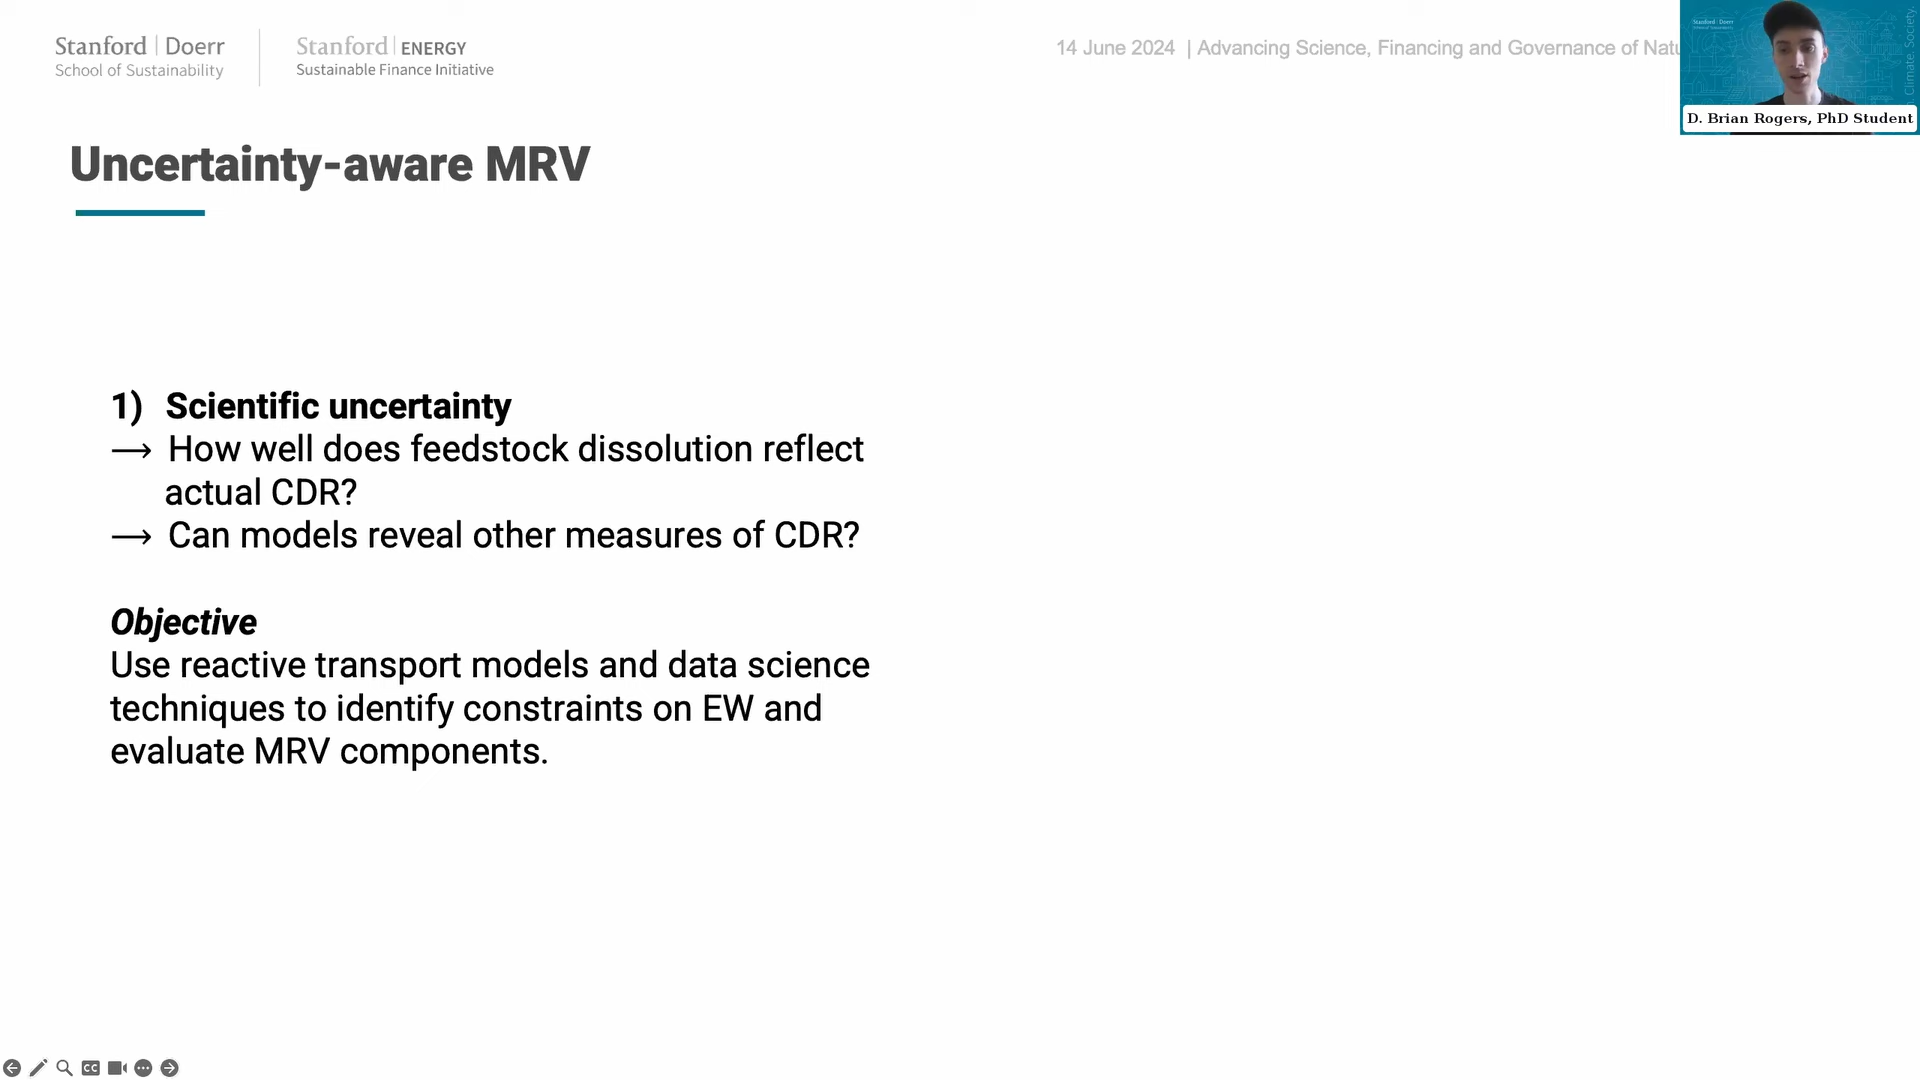 Stanford | Doerr
School of Sustainability
Stanford | ENERGY
Sustainable Finance Initiative
14 June 2024 | Advancing Science, Financing and Governance of Natu
D. Brian Rogers, PhD Student
Uncertainty-aware MRV
1) Scientific uncertainty
→ How well does feedstock dissolution reflect
actual CDR?
→ Can models reveal other measures of CDR?
Objective
Use reactive transport models and data science
techniques to identify constraints on EW and
evaluate MRV components.
CC